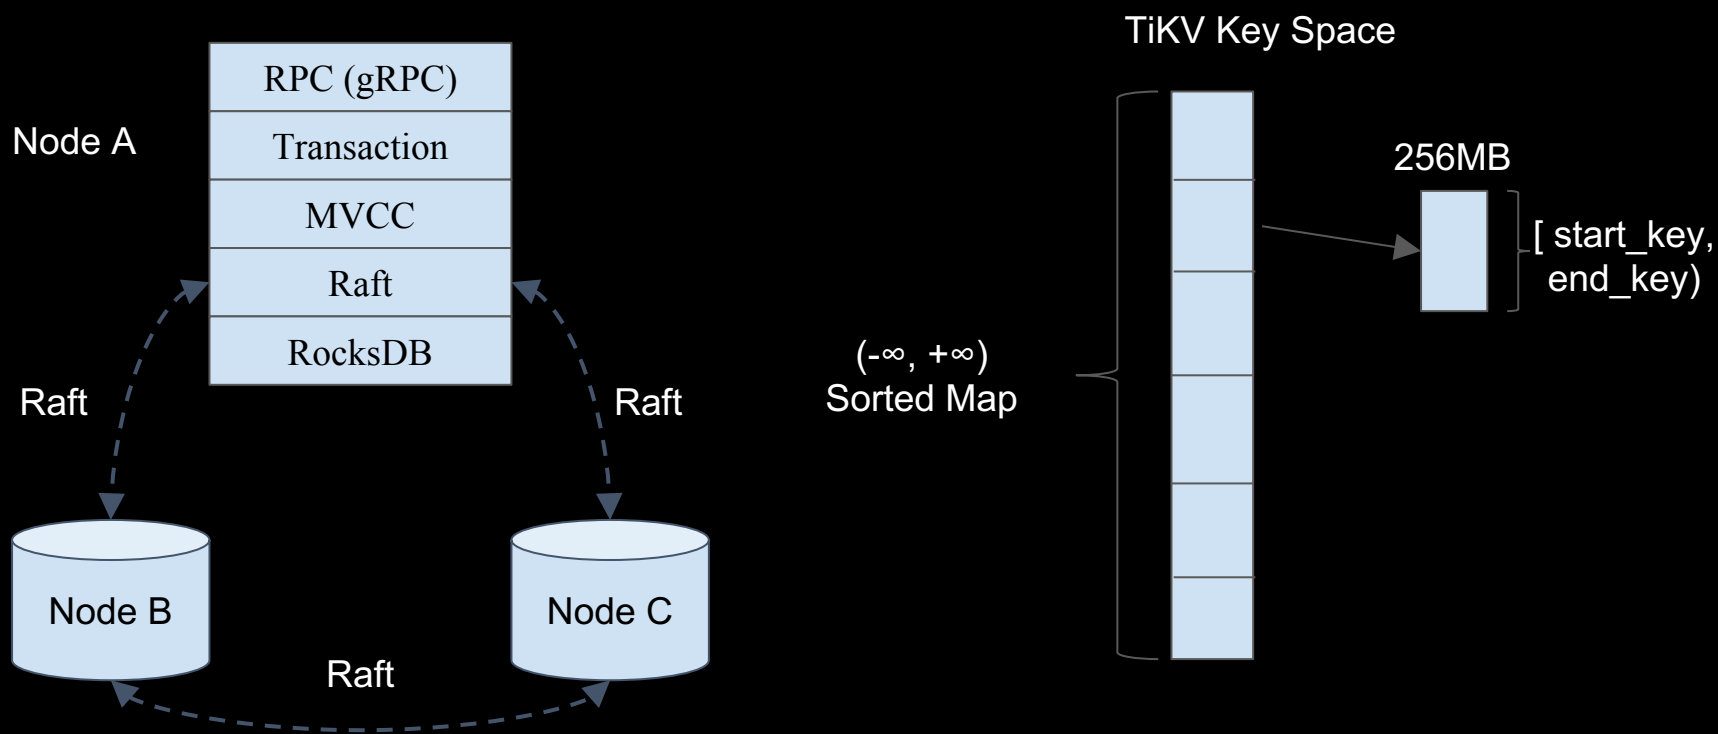 Node A
RPC (gRPC)
Transaction
MVCC
Raft
RocksDB
Raft
Raft
Node B
Node C
Raft
TiKV Key Space
(-∞, +∞)
Sorted Map
256MB
[ start_key,
end_key)